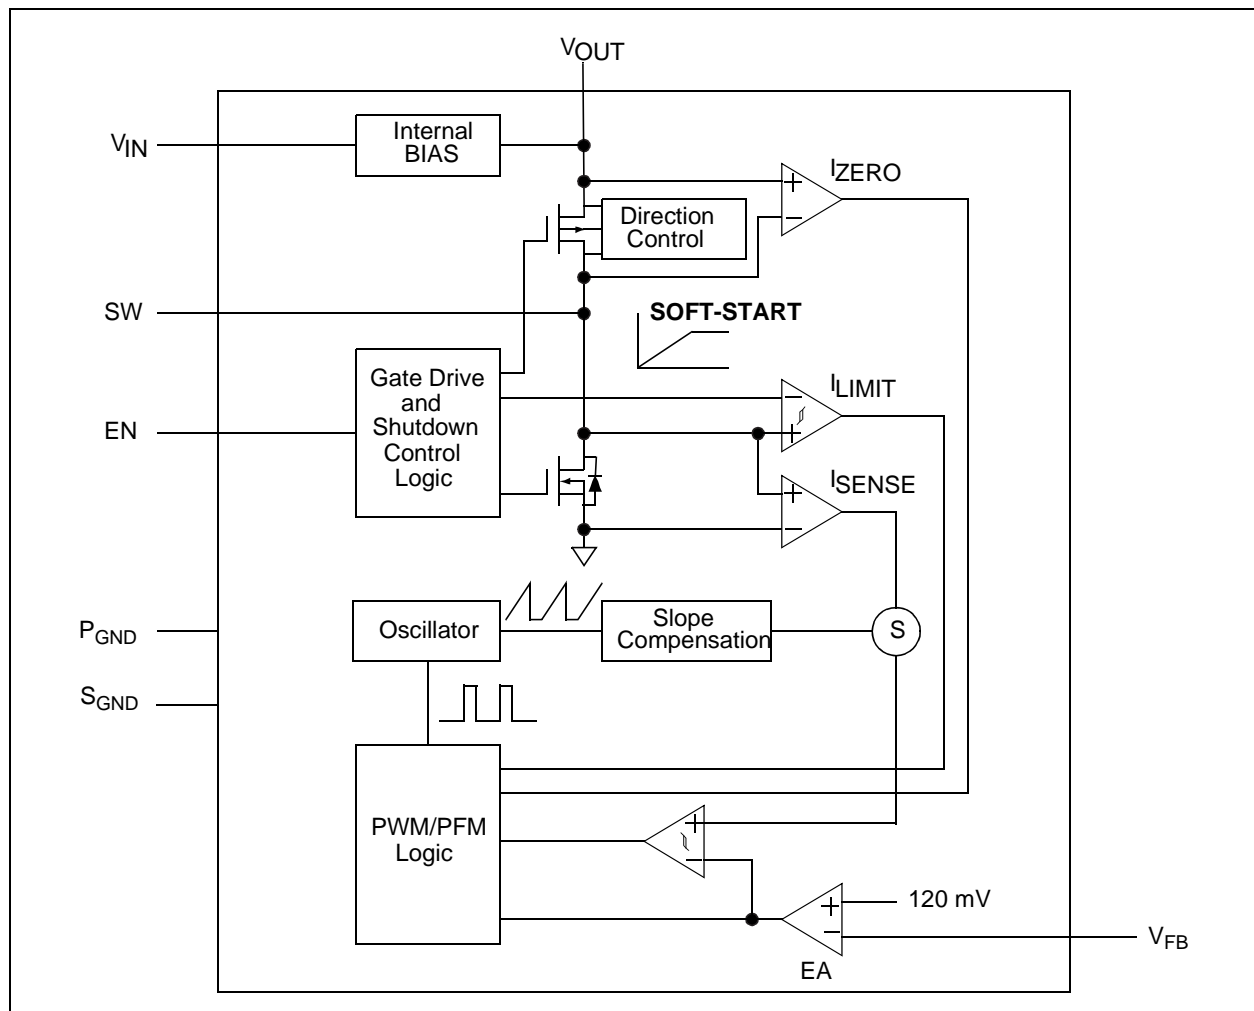 VOUT
VIN
Internal
BIAS
IZERO
+
−
Direction
Control
SW
SOFT-START
EN
Gate Drive
and
Shutdown
Control
Logic
ILIMIT
−
+
ISENSE
+
−
PGND
SGND
Oscillator
Slope
Compensation
S
PWM/PFM
Logic
+
−
120 mV
+
−
VFB
EA